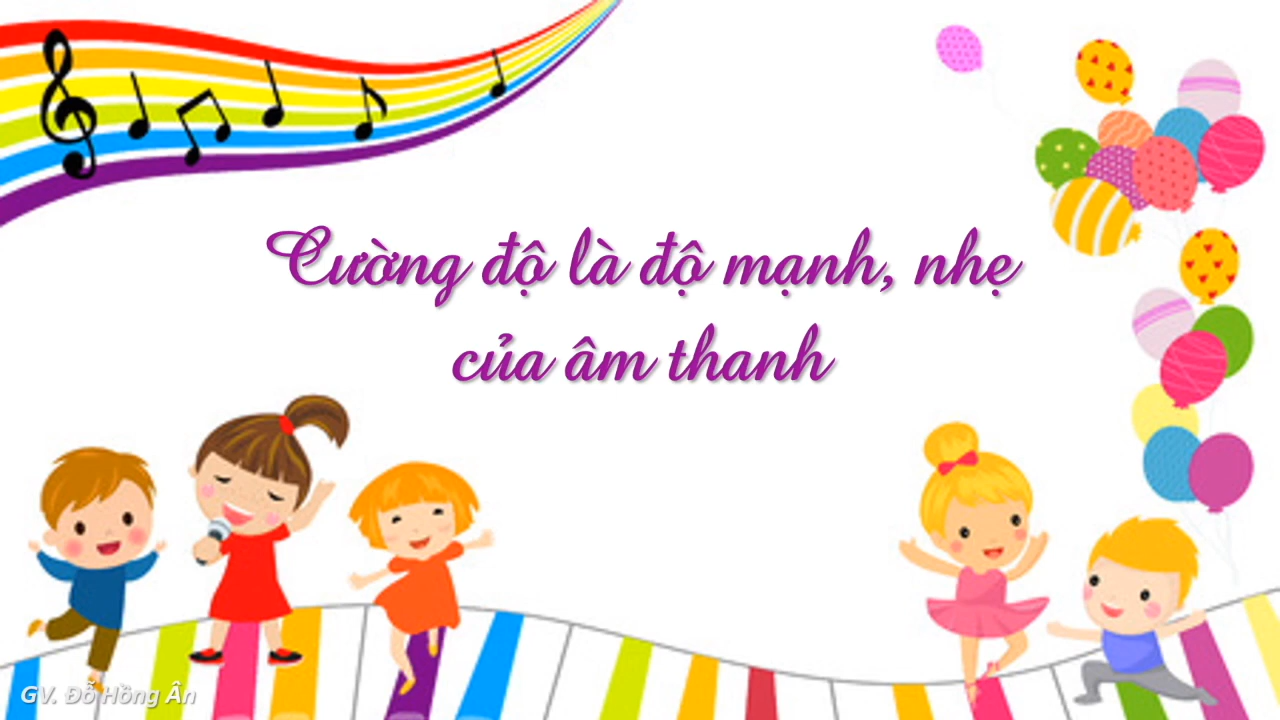 Cường độ là độ mạnh, nhẹ
của âm thanh
GV. Đỗ Hồng Ân